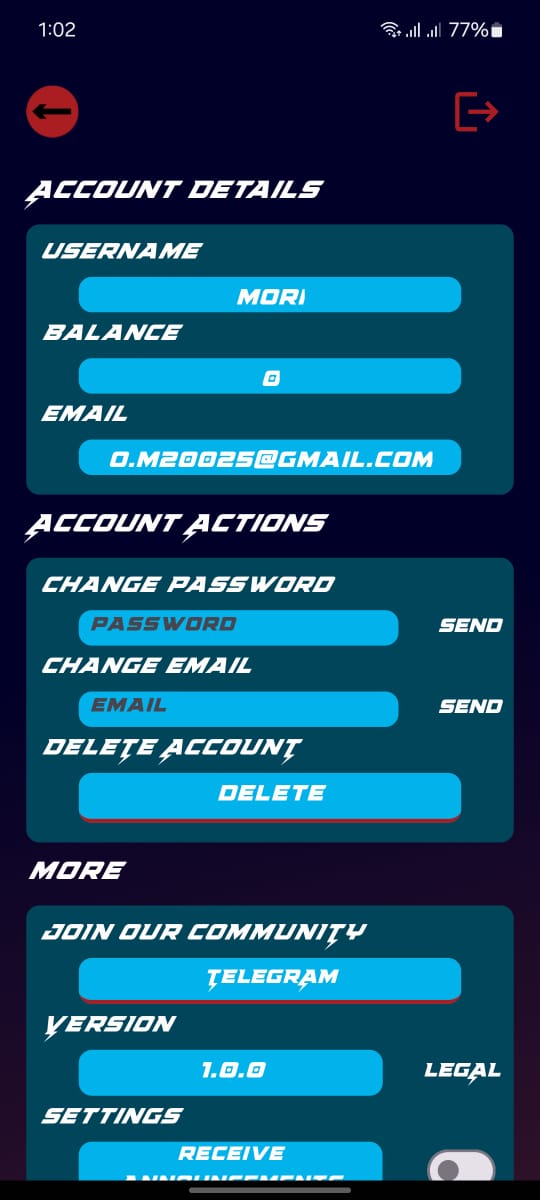 1:02 77%
ACCOUNT DETAILS
USERNAME
MORI
BALANCE
0
EMAIL
O.M20025@GMAIL.COM
ACCOUNT ACTIONS
CHANGE PASSWORD
PASSWORD SEND
CHANGE EMAIL
EMAIL SEND
DELETE ACCOUNT
DELETE
MORE
JOIN OUR COMMUNITY
TELEGRAM
VERSION
1.0.0 LEGAL
SETTINGS
RECEIVE
ANNOUNCEMENTS